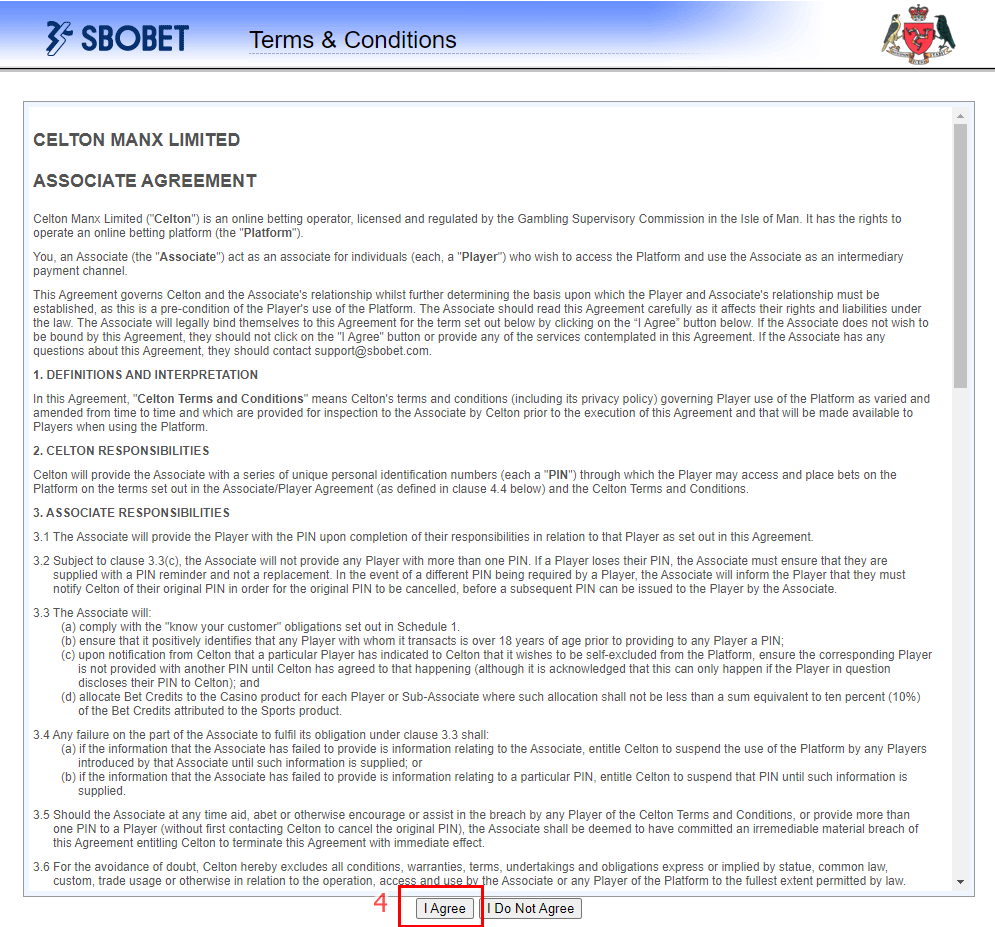 SBOBET
Terms & Conditions
CELTON MANX LIMITED
ASSOCIATE AGREEMENT
Celton Manx Limited ("Celton") is an online betting operator, licensed and regulated by the Gambling Supervisory Commission in the Isle of Man. It has the rights to
operate an online betting platform (the "Platform").
You, an Associate (the "Associate") act as an associate for individuals (each, a "Player") who wish to access the Platform and use the Associate as an intermediary
payment channel.
This Agreement governs Celton and the Associate's relationship whilst further determining the basis upon which the Player and Associate's relationship must be
established, as this is a pre-condition of the Player's use of the Platform. The Associate should read this Agreement carefully as it affects their rights and liabilities under
the law. The Associate will legally bind themselves to this Agreement for the term set out below by clicking on the “I Agree” button below. If the Associate does not wish to
be bound by this Agreement, they should not click on the "I Agree" button or provide any of the services contemplated in this Agreement. If the Associate has any
questions about this Agreement, they should contact support@sbobet.com.
1. DEFINITIONS AND INTERPRETATION
In this Agreement, "Celton Terms and Conditions" means Celton's terms and conditions (including its privacy policy) governing Player use of the Platform as varied and
amended from time to time and which are provided for inspection to the Associate by Celton prior to the execution of this Agreement and that will be made available to
Players when using the Platform.
2. CELTON RESPONSIBILITIES
Celton will provide the Associate with a series of unique personal identification numbers (each a "PIN") through which the Player may access and place bets on the
Platform on the terms set out in the Associate/Player Agreement (as defined in clause 4.4 below) and the Celton Terms and Conditions.
3. ASSOCIATE RESPONSIBILITIES
3.1 The Associate will provide the Player with the PIN upon completion of their responsibilities in relation to that Player as set out in this Agreement.
3.2 Subject to clause 3.3(c), the Associate will not provide any Player with more than one PIN. If a Player loses their PIN, the Associate must ensure that they are
supplied with a PIN reminder and not a replacement. In the event of a different PIN being required by a Player, the Associate will inform the Player that they must
notify Celton of their original PIN in order for the original PIN to be cancelled, before a subsequent PIN can be issued to the Player by the Associate.
3.3 The Associate will:
(a) comply with the "know your customer" obligations set out in Schedule 1.
(b) ensure that it positively identifies that any Player with whom it transacts is over 18 years of age prior to providing to any Player a PIN;
(c) upon notification from Celton that a particular Player has indicated to Celton that it wishes to be self-excluded from the Platform, ensure the corresponding Player
is not provided with another PIN until Celton has agreed to that happening (although it is acknowledged that this can only happen if the Player in question
discloses their PIN to Celton); and
(d) allocate Bet Credits to the Casino product for each Player or Sub-Associate where such allocation shall not be less than a sum equivalent to ten percent (10%)
of the Bet Credits attributed to the Sports product.
3.4 Any failure on the part of the Associate to fulfil its obligation under clause 3.3 shall:
(a) if the information that the Associate has failed to provide is information relating to the Associate, entitle Celton to suspend the use of the Platform by any Players
introduced by that Associate until such information is supplied; or
(b) if the information that the Associate has failed to provide is information relating to a particular PIN, entitle Celton to suspend that PIN until such information is
supplied.
3.5 Should the Associate at any time aid, abet or otherwise encourage or assist in the breach by any Player of the Celton Terms and Conditions, or provide more than
one PIN to a Player (without first contacting Celton to cancel the original PIN), the Associate shall be deemed to have committed an irremediable material breach of
this Agreement entitling Celton to terminate this Agreement with immediate effect.
3.6 For the avoidance of doubt, Celton hereby excludes all conditions, warranties, terms, undertakings and obligations express or implied by statue, common law,
custom, trade usage or otherwise in relation to the operation, access and use by the Associate or any Player of the Platform to the fullest extent permitted by law.
4 I Agree I Do Not Agree